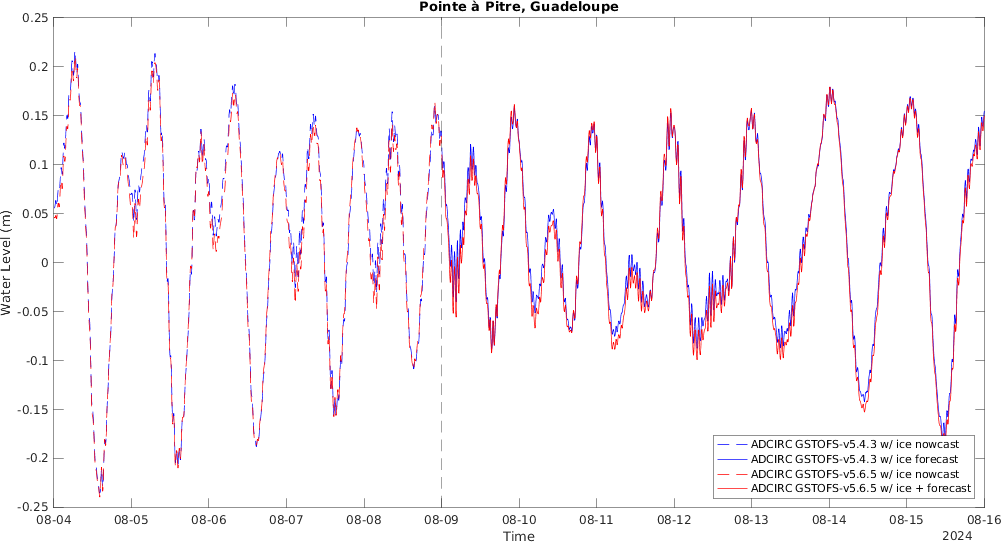 Pointe à Pitre, Guadeloupe
0.25
0.2
0.15
0.1
0.05
0
-0.05
-0.1
-0.15
-0.2
-0.25
Water Level (m)
ADCIRC GSTOFS-v5.4.3 w/ ice nowcast
ADCIRC GSTOFS-v5.4.3 w/ ice forecast
ADCIRC GSTOFS-v5.6.5 w/ ice nowcast
ADCIRC GSTOFS-v5.6.5 w/ ice + forecast
08-04 08-05 08-06 08-07 08-08 08-09 08-10 08-11 08-12 08-13 08-14 08-15 08-16
Time
2024